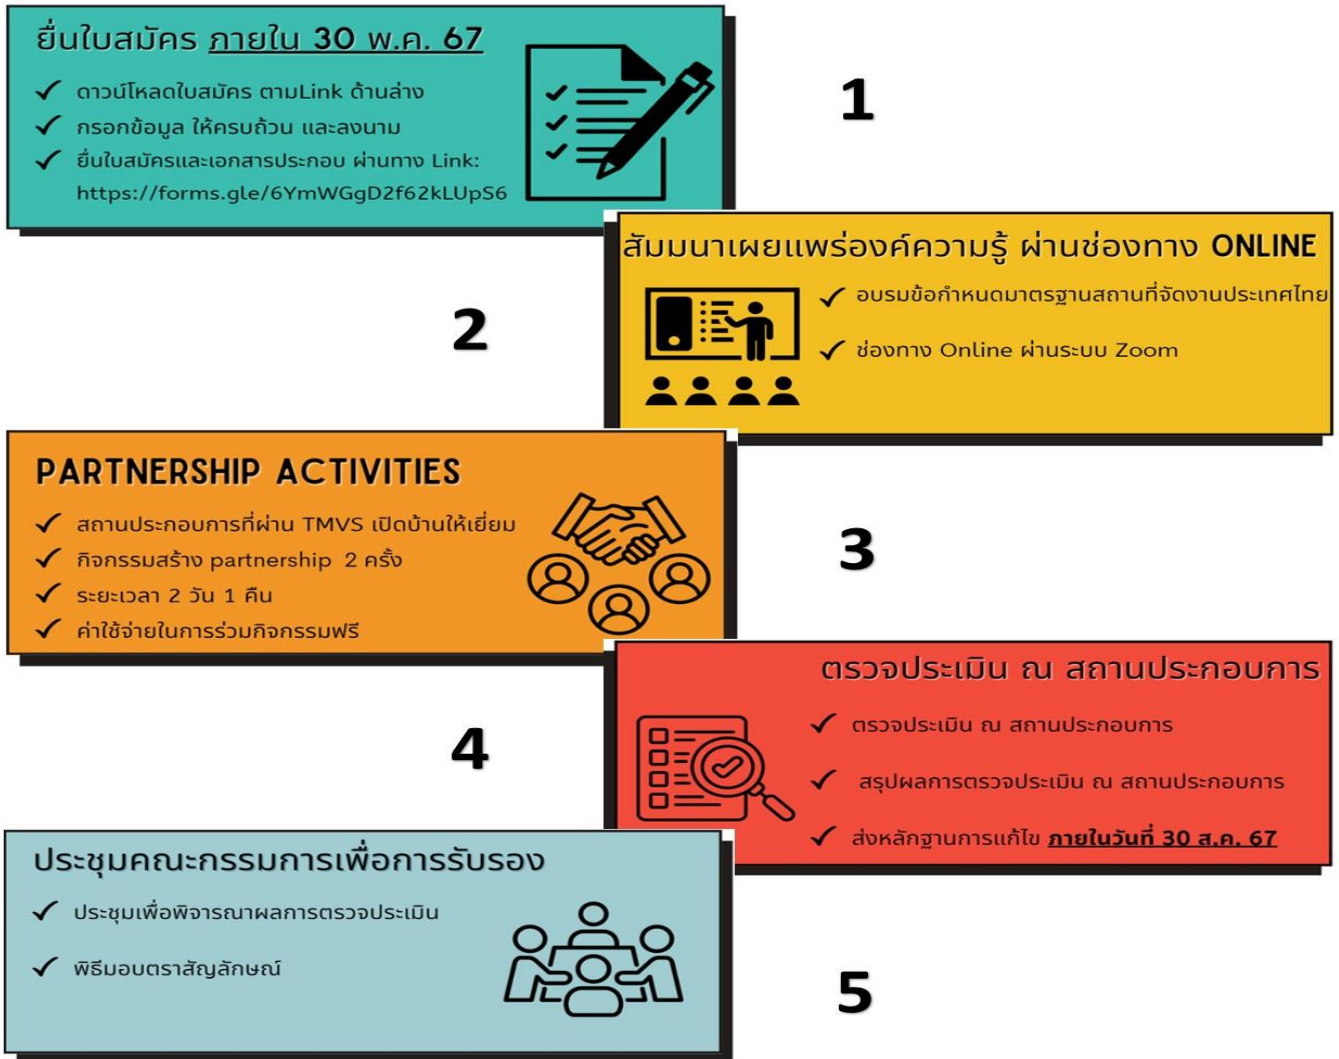 ยื่นใบสมัคร ภายใน 30 พ.ค. 67
ดาวน์โหลดใบสมัคร ตามLink ด้านล่าง
กรอกข้อมูล ให้ครบถ้วน และลงนาม
ยื่นใบสมัครและเอกสารประกอบ ผ่านทาง Link:
https://forms.gle/6YmWGgD2f62kLUpS6
1
สัมมนาเผยแพร่องค์ความรู้ ผ่านช่องทาง ONLINE
อบรมข้อกำหนดมาตรฐานสถานที่จัดงานประเทศไทย
ช่องทาง Online ผ่านระบบ Zoom
2
PARTNERSHIP ACTIVITIES
สถานประกอบการที่ผ่าน TMVS เปิดบ้านให้เยี่ยม
กิจกรรมสร้าง partnership 2 ครั้ง
ระยะเวลา 2 วัน 1 คืน
ค่าใช้จ่ายในการร่วมกิจกรรมฟรี
3
ตรวจประเมิน ณ สถานประกอบการ
ตรวจประเมิน ณ สถานประกอบการ
สรุปผลการตรวจประเมิน ณ สถานประกอบการ
ส่งหลักฐานการแก้ไข ภายในวันที่ 30 ส.ค. 67
4
ประชุมคณะกรรมการเพื่อการรับรอง
ประชุมเพื่อพิจารณาผลการตรวจประเมิน
พิธีมอบตราสัญลักษณ์
5